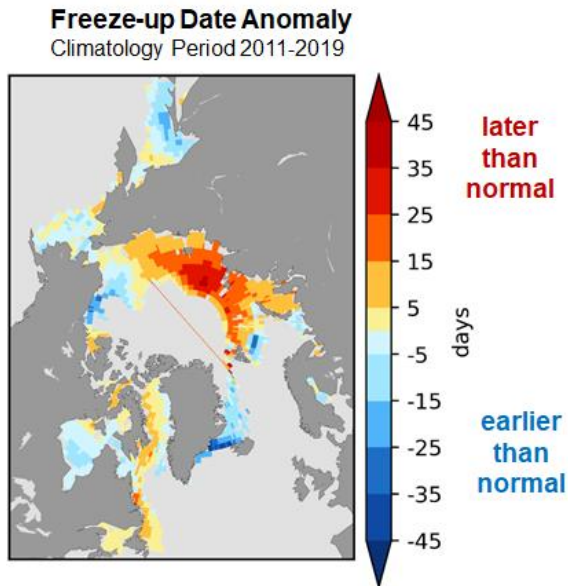 Freeze-up Date Anomaly
Climatology Period 2011-2019
45
35
25
15
5
-5
-15
-25
-35
-45
days
later
than
normal
earlier
than
normal